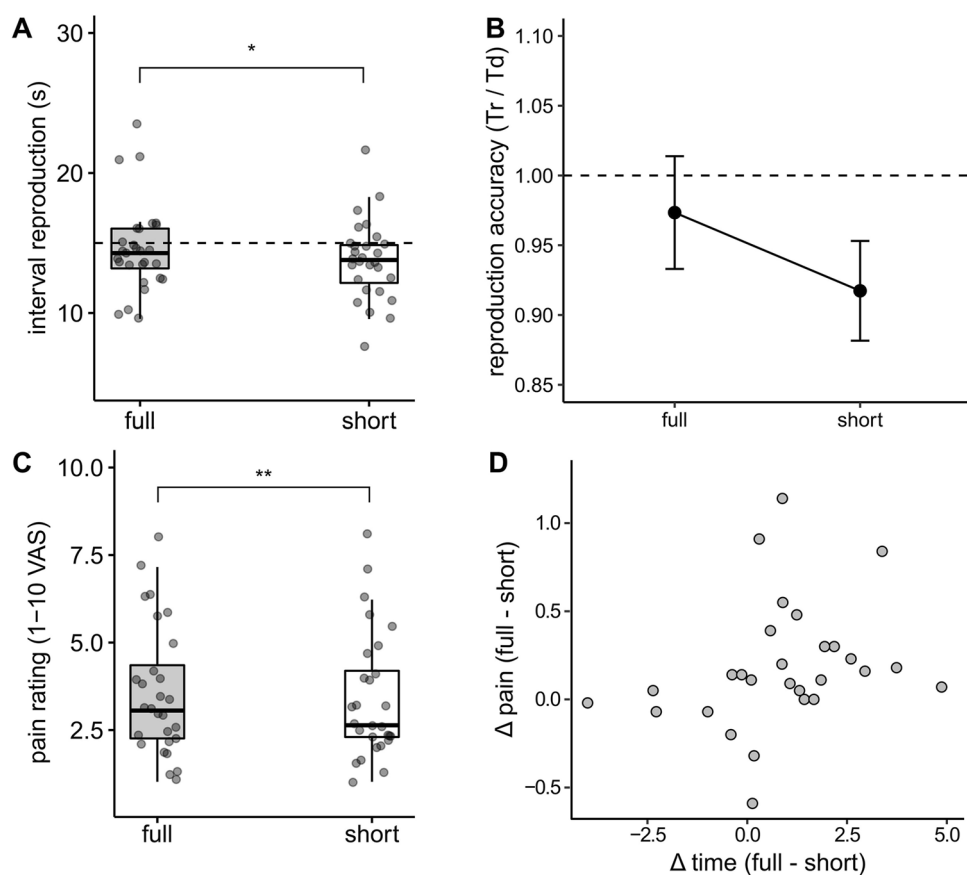 A
interval reproduction (s)
30
20
10
*
full
short
B
reproduction accuracy (Tr / Td)
1.10
1.05
1.00
0.95
0.90
0.85
full
short
C
pain rating (1−10 VAS)
10.0
7.5
5.0
2.5
**
full
short
D
Δ pain (full - short)
1.0
0.5
0.0
−0.5
−2.5
0.0
2.5
5.0
Δ time (full - short)